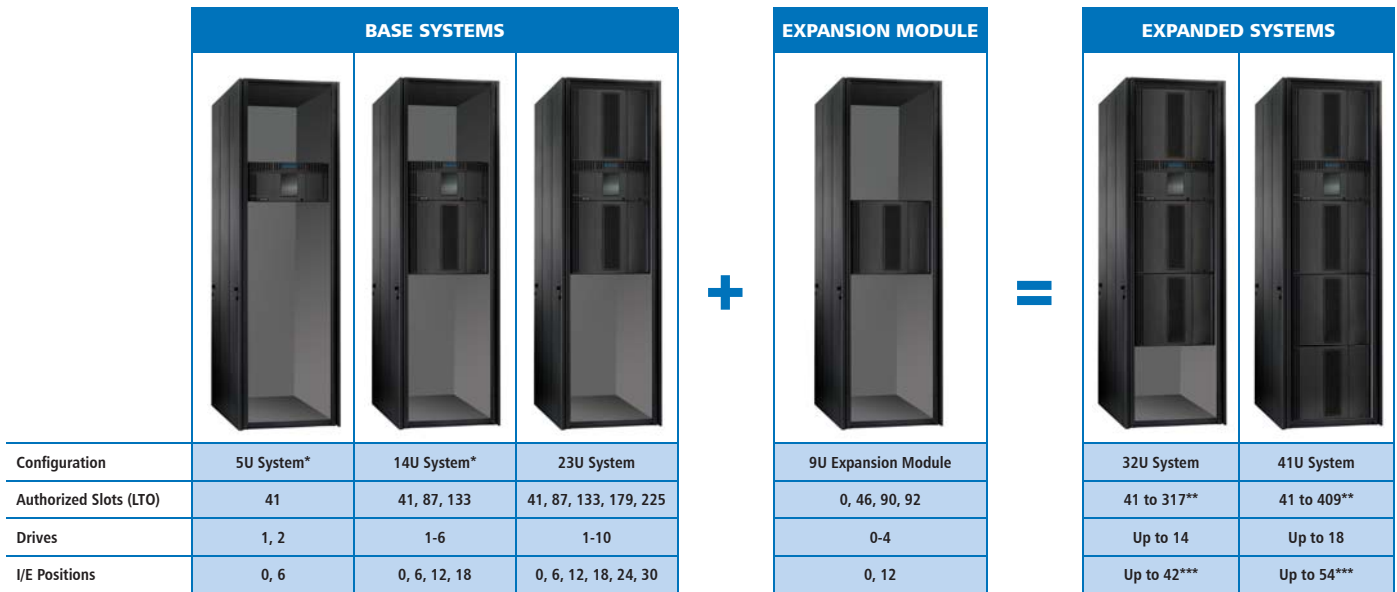 BASE SYSTEMS
EXPANSION MODULE
EXPANDED SYSTEMS
+
=
Configuration 5U System* 14U System* 23U System 9U Expansion Module 32U System 41U System
Authorized Slots (LTO) 41 41, 87, 133 41, 87, 133, 179, 225 0, 46, 90, 92 41 to 317** 41 to 409**
Drives 1, 2 1-6 1-10 0-4 Up to 14 Up to 18
I/E Positions 0, 6 0, 6, 12, 18 0, 6, 12, 18, 24, 30 0, 12 Up to 42*** Up to 54***